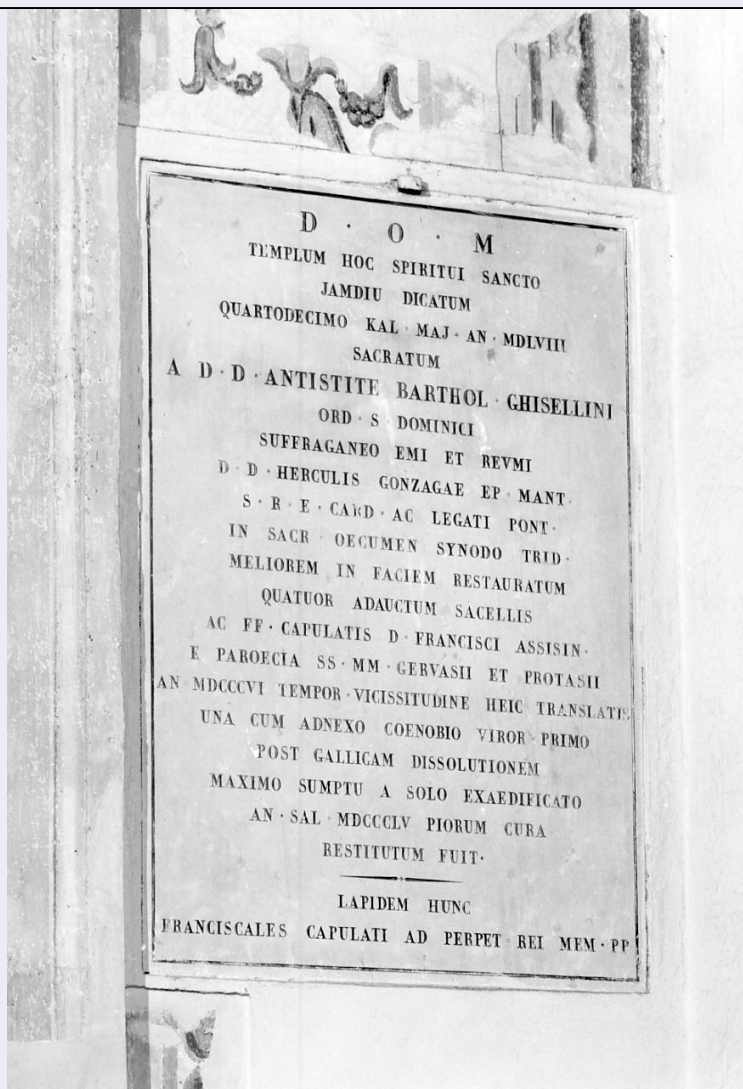 D · O · M
TEMPLUM HOC SPIRITUI SANCTO
JAMDIU DICATUM
QUARTODECIMO KAL · MAJ · AN · MDLVIII
SACRATUM
A D · D · ANTISTITE BARTHOL · GHISELLINI
ORD · S · DOMINICI
SUFFRAGANEO EMI ET REVMI
D · D · HERCULIS GONZAGAE EP · MANT ·
S · R · E · CARD · AC LEGATI PONT ·
IN SACR · OECUMEN SYNODO TRID ·
MELIOREM IN FACIEM RESTAURATUM
QUATUOR ADAUCTUM SACELLIS
AC FF · CAPULATIS D · FRANCISCI ASSISIN ·
E PAROECIA SS · MM · GERVASII ET PROTASII
AN · MDCCCVI TEMPOR · VICISSITUDINE HEIC TRANSLATIS
UNA CUM ADNEXO COENOBIO VIROR · PRIMO
POST GALLICAM DISSOLUTIONEM
MAXIMO SUMPTU A SOLO EXAEDIFICATO
AN · SAL · MDCCCLV PIORUM CURA
RESTITUTUM FUIT ·
LAPIDEM HUNC
FRANCISCALES CAPULATI AD PERPET · REI MEM · PP